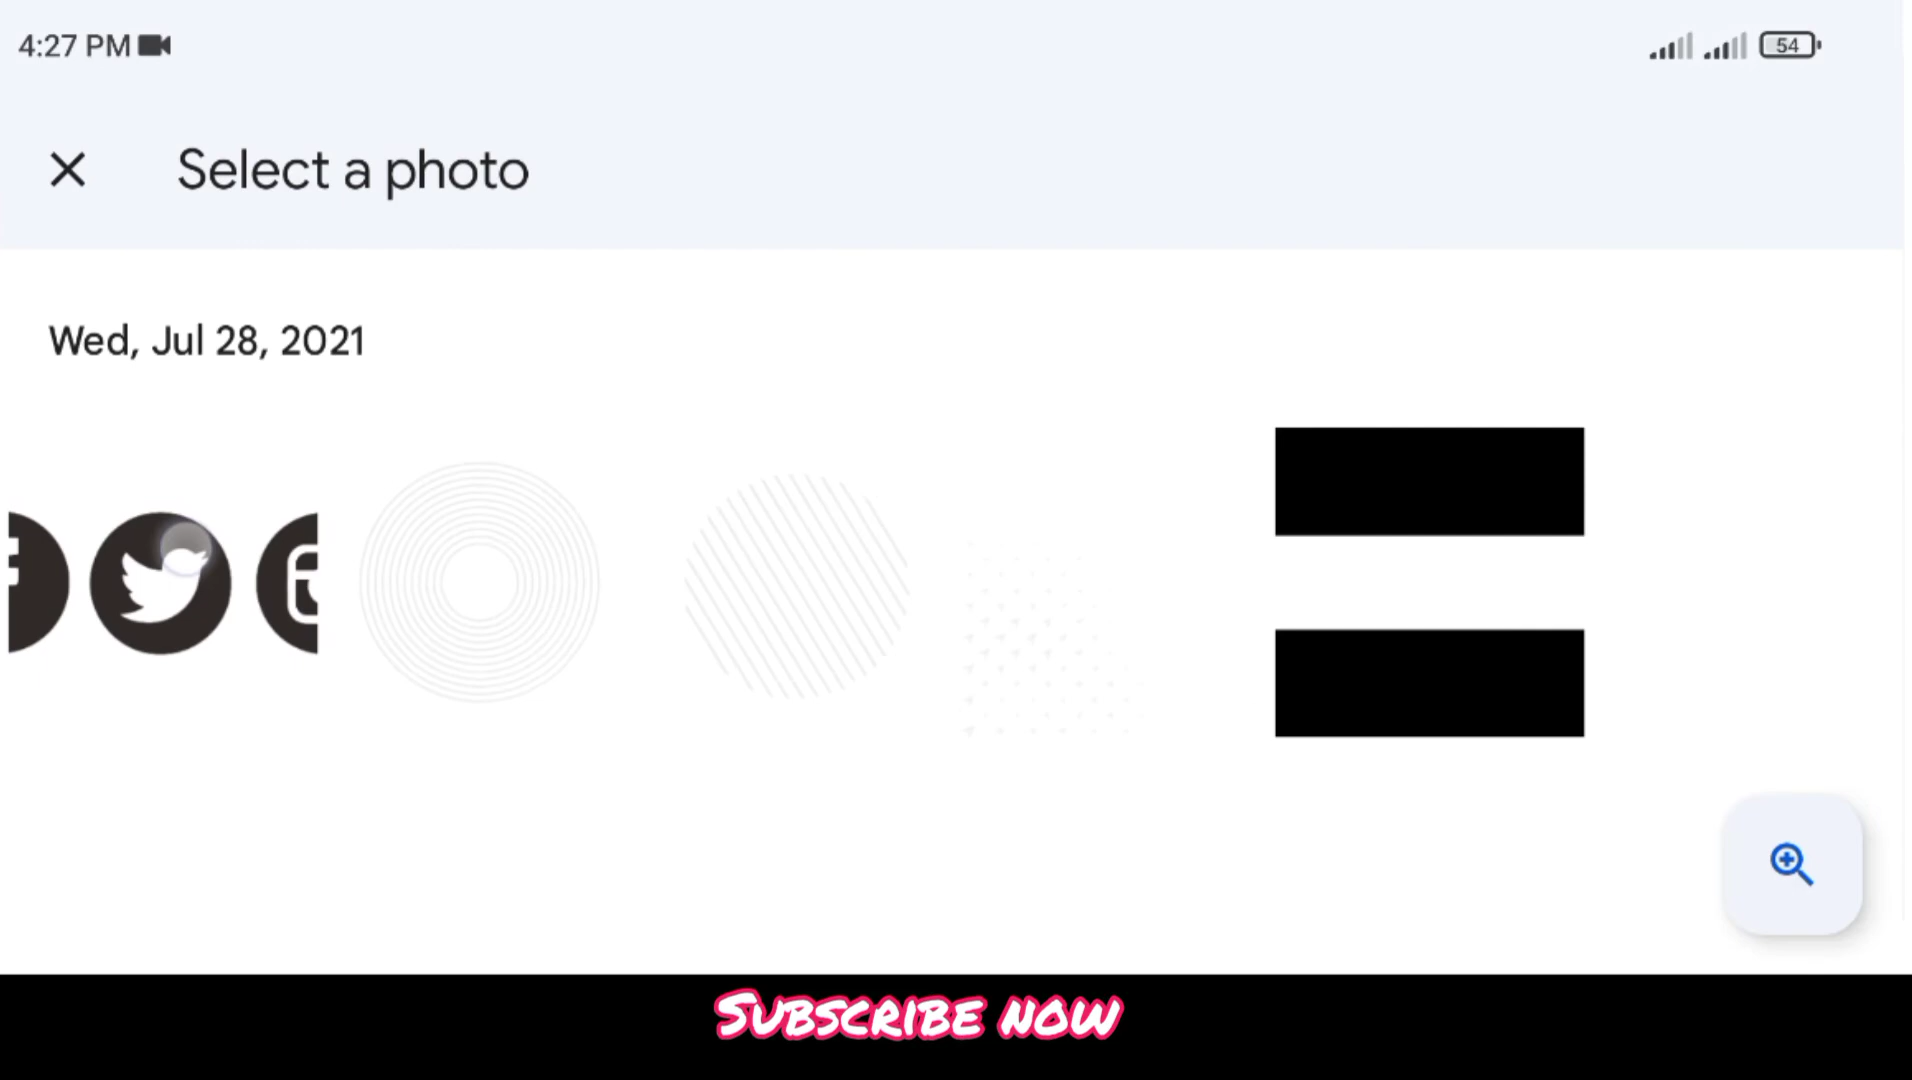 4:27 PM
54
Select a photo
Wed, Jul 28, 2021
SUBSCRIBE NOW